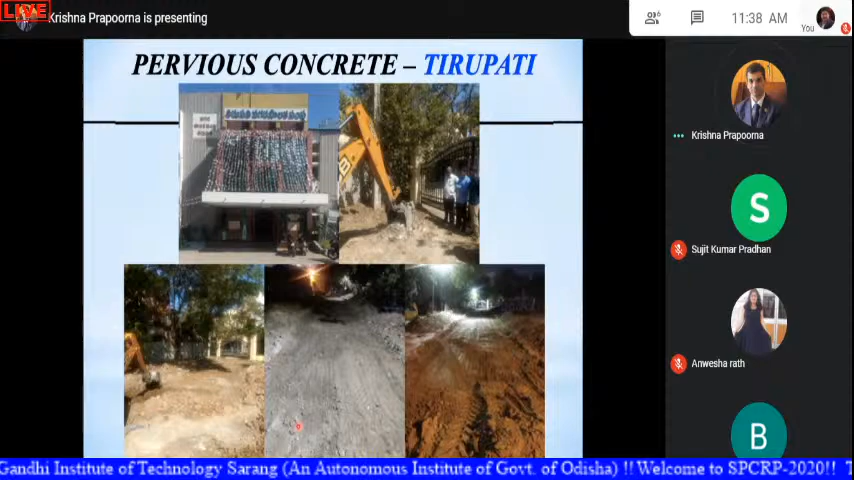 LIVE
Krishna Prapoorna is presenting
6
11:38 AM
You
PERVIOUS CONCRETE – TIRUPATI
Krishna Prapoorna
S
Sujit Kumar Pradhan
Anwesha rath
B
Gandhi Institute of Technology Sarang (An Autonomous Institute of Govt. of Odisha) !! Welcome to SPCRP-2020!! T